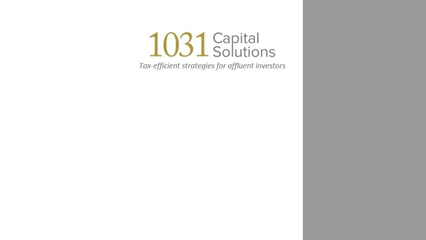 1031 Capital
Solutions
Tax-efficient strategies for affluent investors